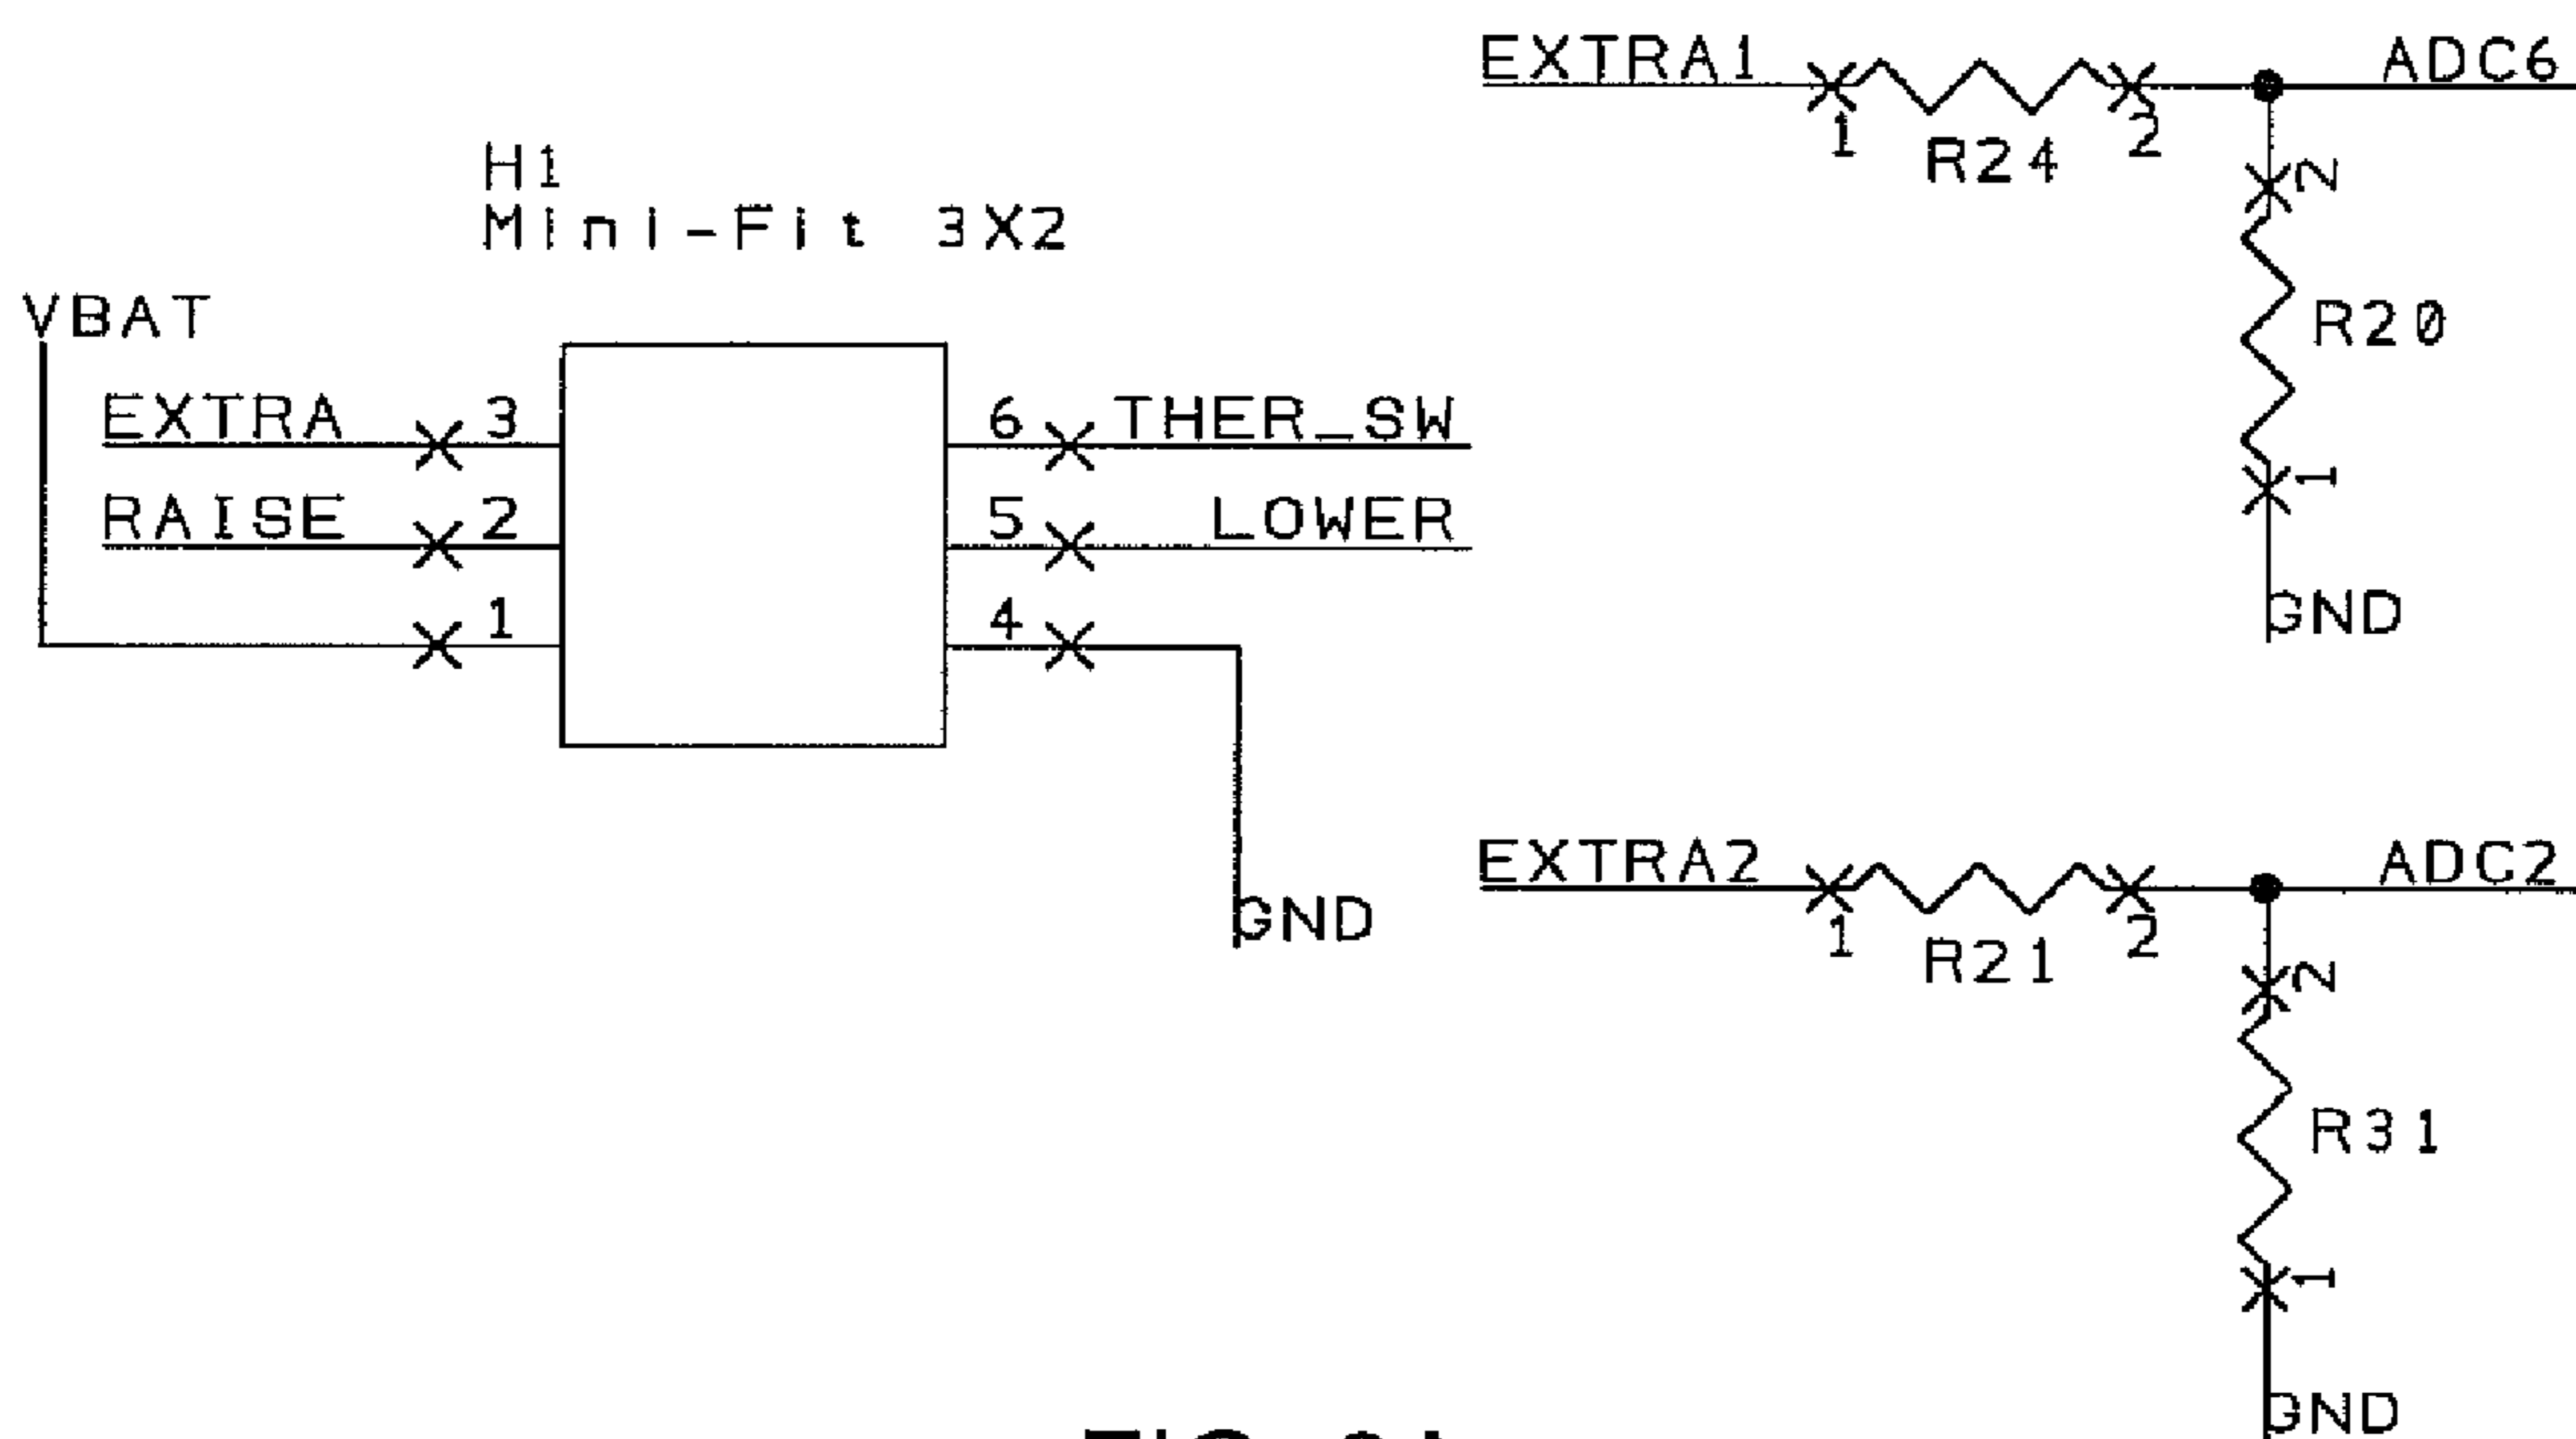 H1
Mini-Fit 3X2
VBAT
EXTRA 3
RAISE 2
1
6 THER_SW
5 LOWER
4
GND
EXTRA1
1 R24 2
ADC6
2
R20
1
GND
EXTRA2
1 R21 2
ADC2
2
R31
1
GND